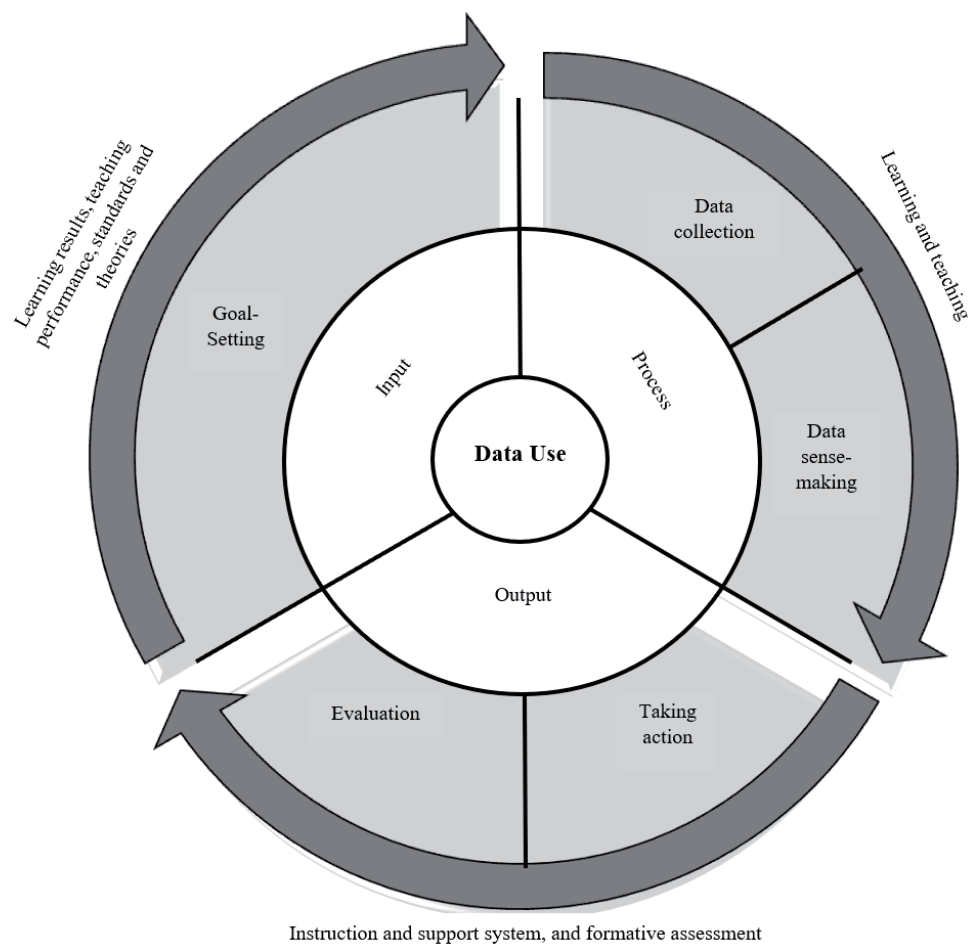 Learning results, teaching
performance, standards and
theories
Goal-
Setting
Input
Data Use
Process
Data
collection
Learning and teaching
Data
sense-
making
Output
Evaluation
Taking
action
Instruction and support system, and formative assessment